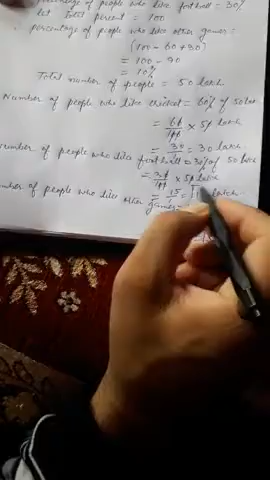 percentage of people who like football = 30%
let total percent = 100
percentage of people who like other games =
(100 - 60 + 30)
= 100 - 90
= 10%
Total number of people = 50 lakh.
Number of people who like cricket = 60% of 50 lakh
= 60/100 × 50 lakh
= 30 = 30 lakh.
number of people who like football = 30% of 50 lakh
= 30/100 × 50 lakh
= 15/1 =
number of people who like other games =